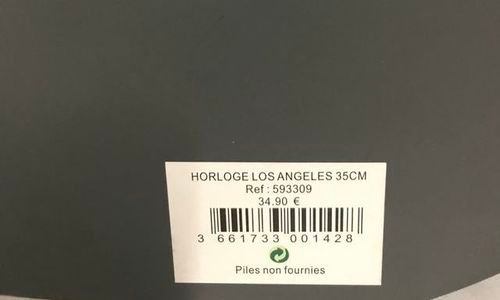 HORLOGE LOS ANGELES 35CM
Ref : 593309
34.90 €
3 661733 001428
Piles non fournies